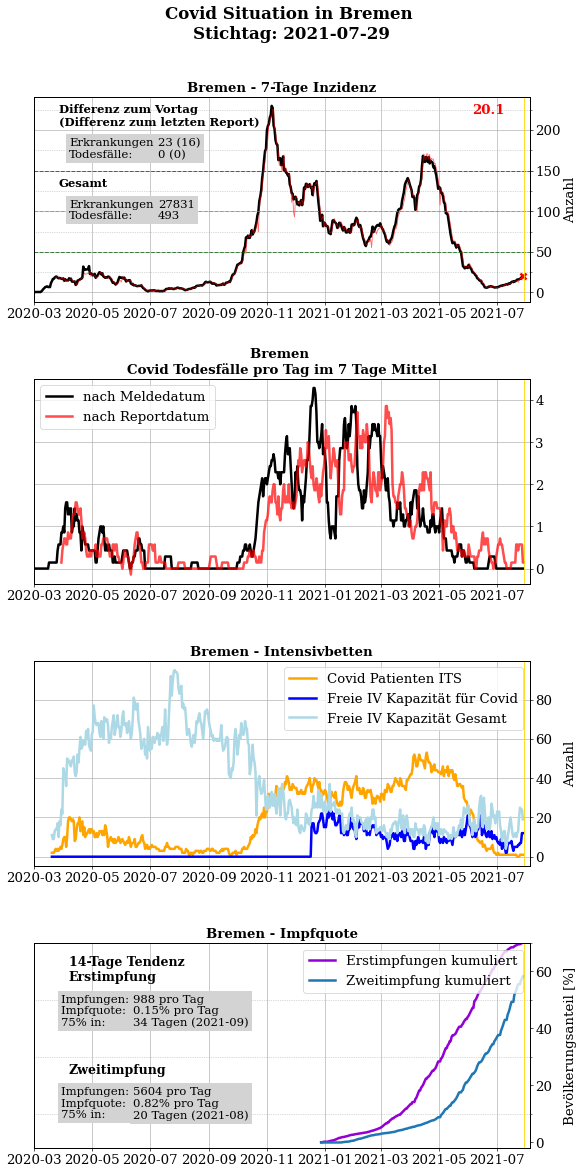 Covid Situation in Bremen
Stichtag: 2021-07-29
Bremen - 7-Tage Inzidenz
Differenz zum Vortag
(Differenz zum letzten Report)
Erkrankungen 23 (16)
Todesfälle: 0 (0)
Gesamt
Erkrankungen 27831
Todesfälle: 493
20.1
200
150
100
50
0
Anzahl
2020-03 2020-05 2020-07 2020-09 2020-11 2021-01 2021-03 2021-05 2021-07
Bremen
Covid Todesfälle pro Tag im 7 Tage Mittel
nach Meldedatum
nach Reportdatum
4
3
2
1
0
2020-03 2020-05 2020-07 2020-09 2020-11 2021-01 2021-03 2021-05 2021-07
Bremen - Intensivbetten
Covid Patienten ITS
Freie IV Kapazität für Covid
Freie IV Kapazität Gesamt
80
60
40
20
0
Anzahl
2020-03 2020-05 2020-07 2020-09 2020-11 2021-01 2021-03 2021-05 2021-07
Bremen - Impfquote
14-Tage Tendenz
Erstimpfung
Impfungen: 988 pro Tag
Impfquote: 0.15% pro Tag
75% in: 34 Tagen (2021-09)
Zweitimpfung
Impfungen: 5604 pro Tag
Impfquote: 0.82% pro Tag
75% in: 20 Tagen (2021-08)
Erstimpfungen kumuliert
Zweitimpfung kumuliert
60
40
20
0
Bevölkerungsanteil [%]
2020-03 2020-05 2020-07 2020-09 2020-11 2021-01 2021-03 2021-05 2021-07